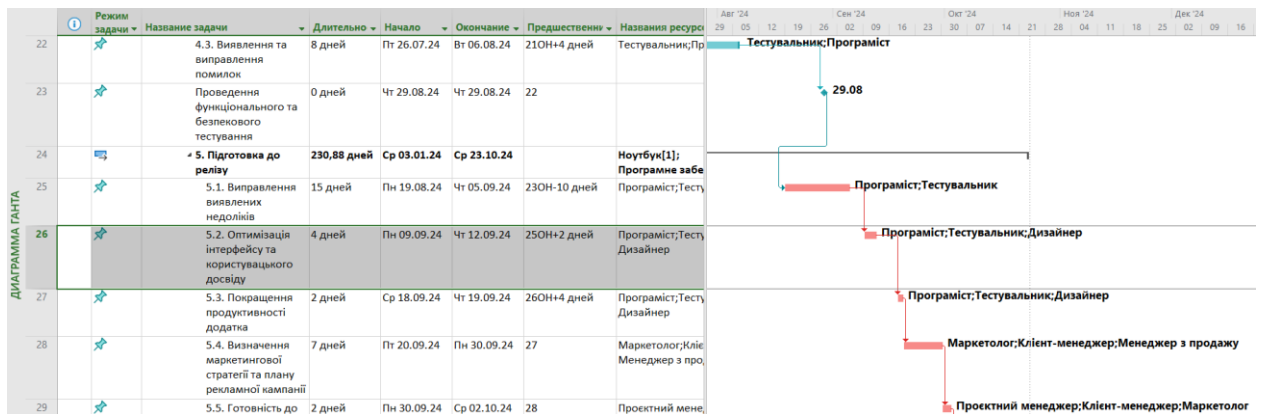 Режим задачи Название задачи Длительно Начало Окончание Предшественни Названия ресурс
Авг '24 Сен '24 Окт '24 Ноя '24 Дек '24
29 05 12 19 26 02 09 16 23 30 07 14 21 28 04 11 18 25 02 09 16
ДИАГРАММА ГАНТА
22 4.3. Виявлення та 8 дней Пт 26.07.24 Вт 06.08.24 21ОН+4 дней Тестувальник;Пр
виправлення
помилок
Тестувальник;Програміст
23 Проведення 0 дней Чт 29.08.24 Чт 29.08.24 22
функціонального та
безпекового
тестування
29.08
24 5. Підготовка до 230,88 дней Ср 03.01.24 Ср 23.10.24 Ноутбук[1];
релізу Програмне забе
25 5.1. Виправлення 15 дней Пн 19.08.24 Чт 05.09.24 23ОН-10 дней Програміст;Тесту
виявлених
недоліків
Програміст;Тестувальник
26 5.2. Оптимізація 4 дней Пн 09.09.24 Чт 12.09.24 25ОН+2 дней Програміст;Тесту
інтерфейсу та Дизайнер
користувацького
досвіду
Програміст;Тестувальник;Дизайнер
27 5.3. Покращення 2 дней Ср 18.09.24 Чт 19.09.24 26ОН+4 дней Програміст;Тесту
продуктивності Дизайнер
додатка
Програміст;Тестувальник;Дизайнер
28 5.4. Визначення 7 дней Пт 20.09.24 Пн 30.09.24 27 Маркетолог;Кліє
маркетингової Менеджер з про
стратегії та плану
рекламної кампанії
Маркетолог;Клієнт-менеджер;Менеджер з продажу
29 5.5. Готовність до 2 дней Пн 30.09.24 Ср 02.10.24 28 Проєктний мене
Проєктний менеджер;Клієнт-менеджер;Маркетолог